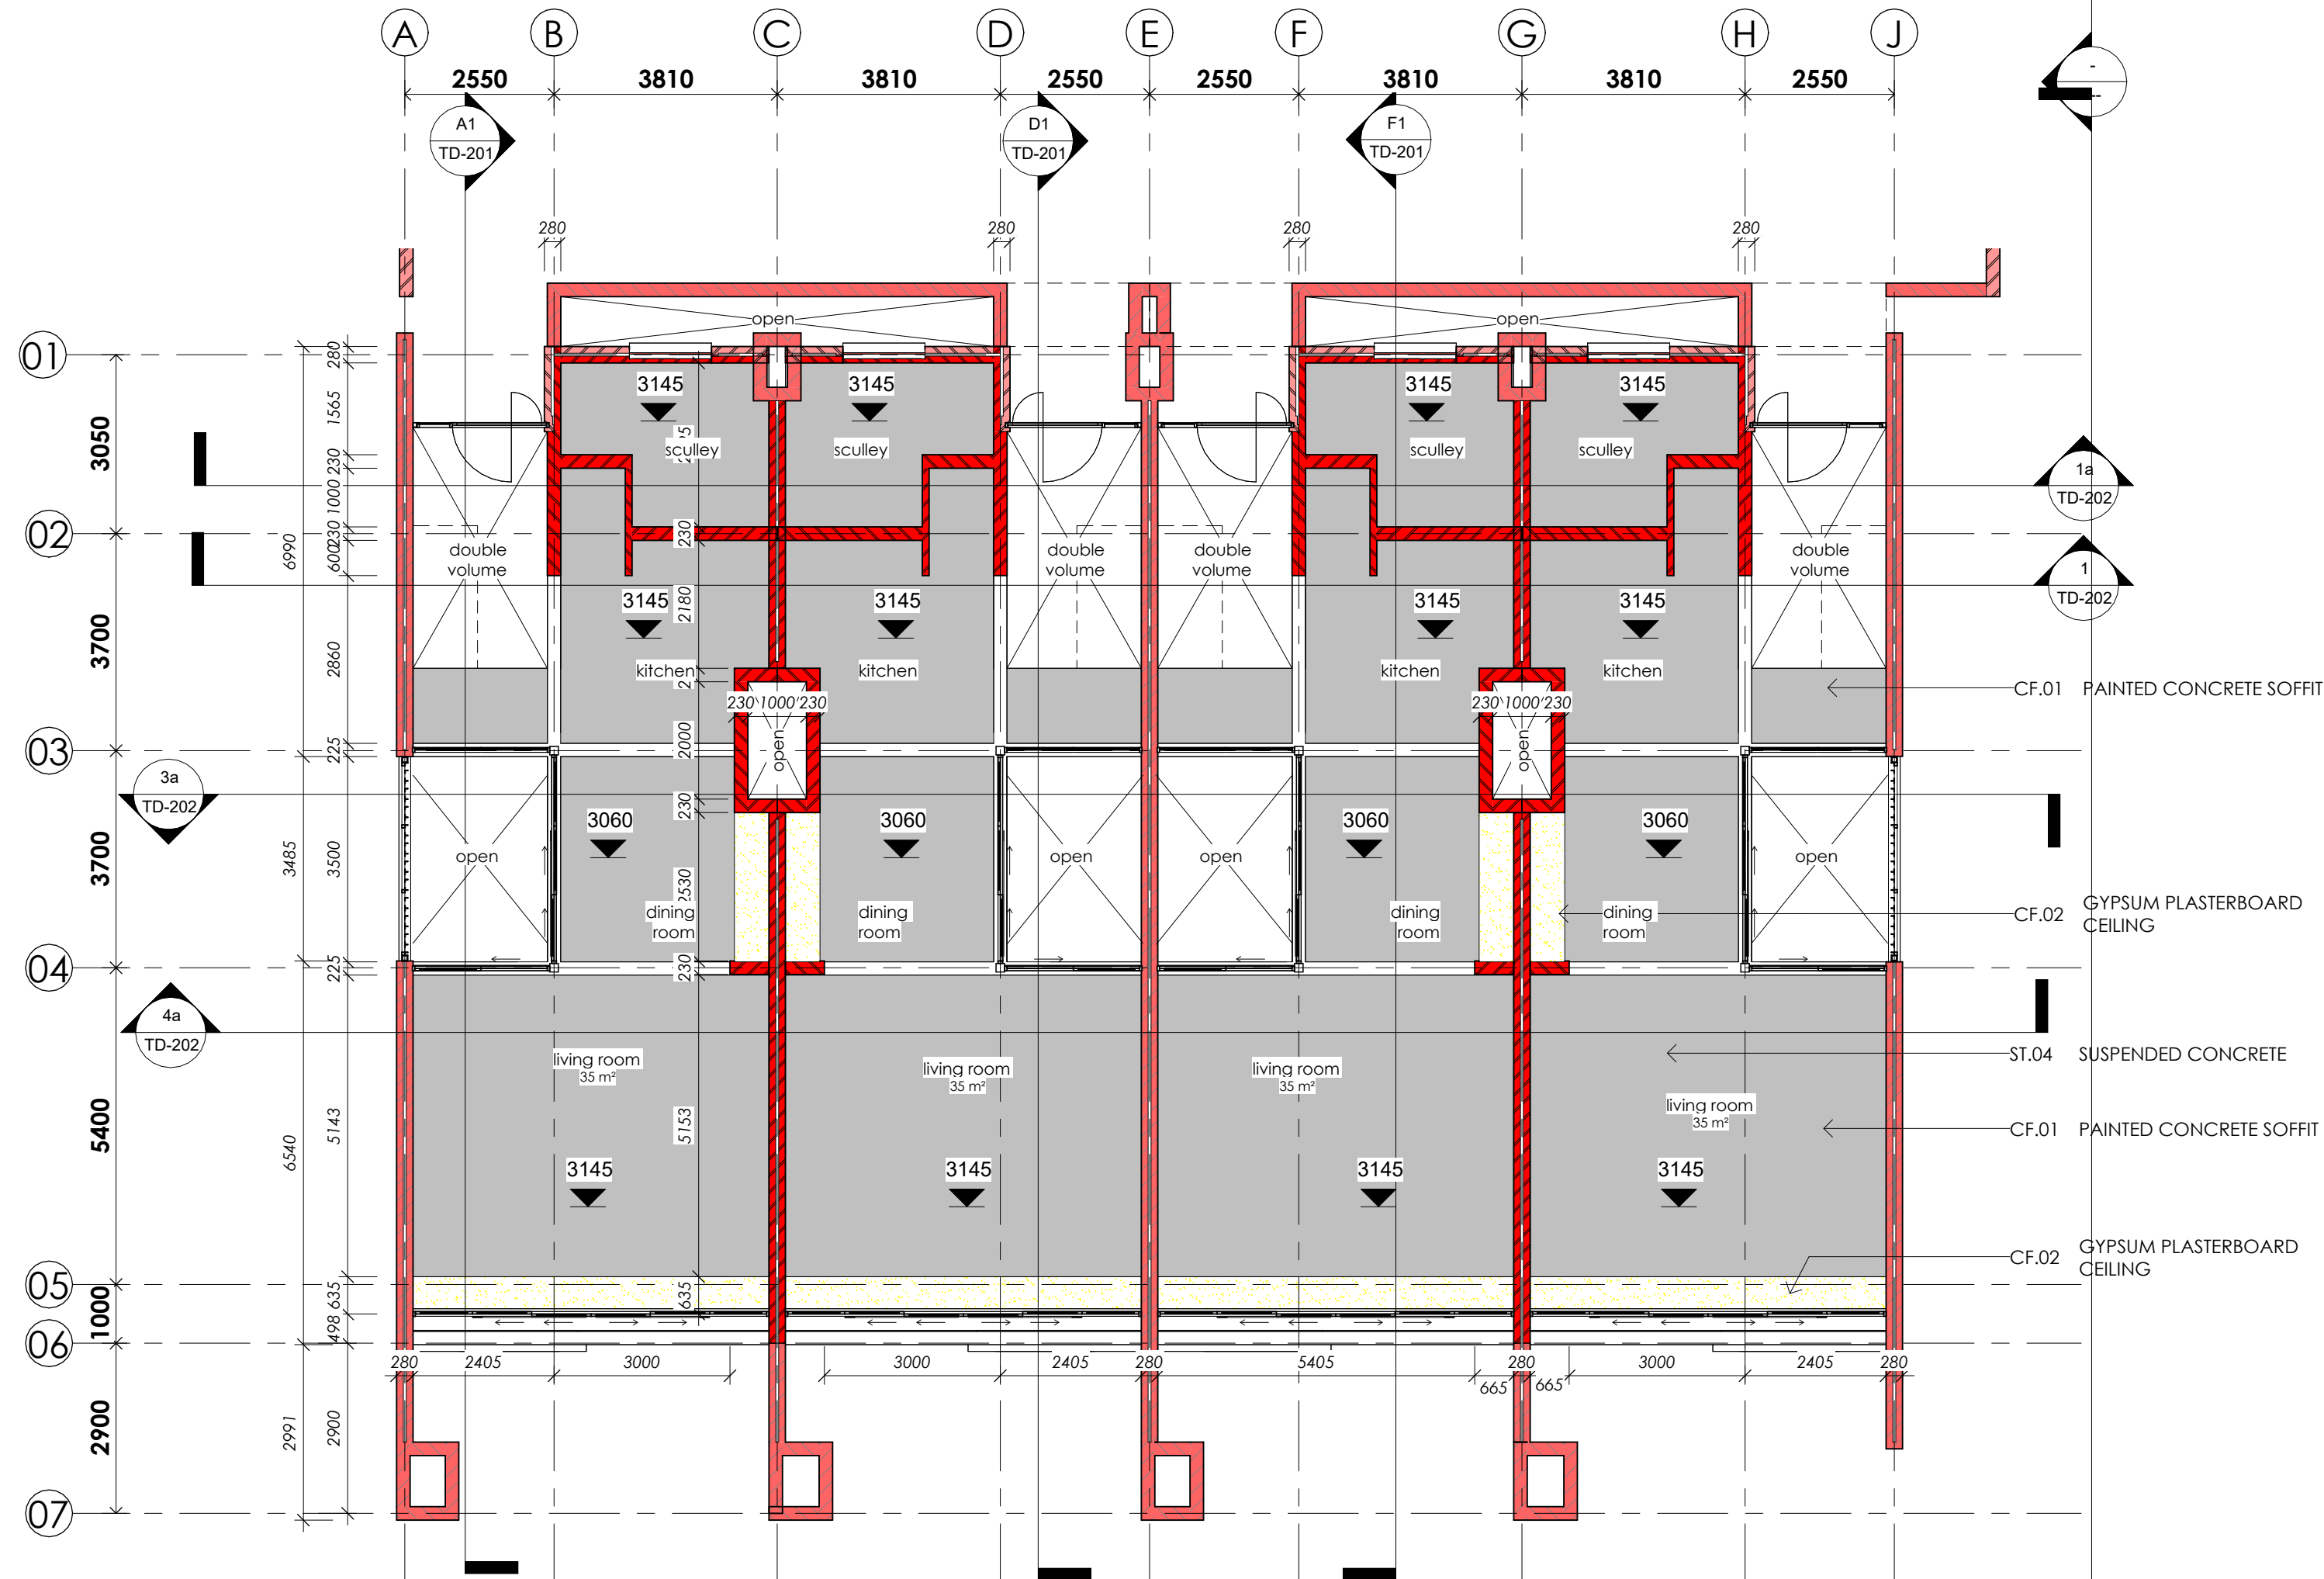 A B C D E F G H J
2550 3810 3810 2550 2550 3810 3810 2550
-
--
A1
TD-201
D1
TD-201
F1
TD-201
280 280 280 280
open open
01
280
3145 3145 3145 3145
1565
3050
sculley sculley sculley sculley
230
1000
1a
TD-202
02
230
230
600
6990
double
volume
double
volume
double
volume
double
volume
1
TD-202
2180
3145 3145 3145 3145
3700
2860
kitchen kitchen kitchen kitchen
CF.01 PAINTED CONCRETE SOFFIT
230 1000 230
230 1000 230
open open
2000
03
225
3a
TD-202
230
3060 3060 3060 3060
3700
3485
3500
open open open open
2530
dining
room
dining
room
dining
room
dining
room
CF.02 GYPSUM PLASTERBOARD
CEILING
04
225
230
4a
TD-202
living room
35 m²
living room
35 m²
living room
35 m²
living room
35 m²
ST.04 SUSPENDED CONCRETE
5400
6540
5143
5153
CF.01 PAINTED CONCRETE SOFFIT
3145 3145 3145 3145
CF.02 GYPSUM PLASTERBOARD
CEILING
05
1000
635
635
498
06
280 2405 3000 3000 2405 280 5405 280 3000 2405 280
665 665
2900
2991
2900
07